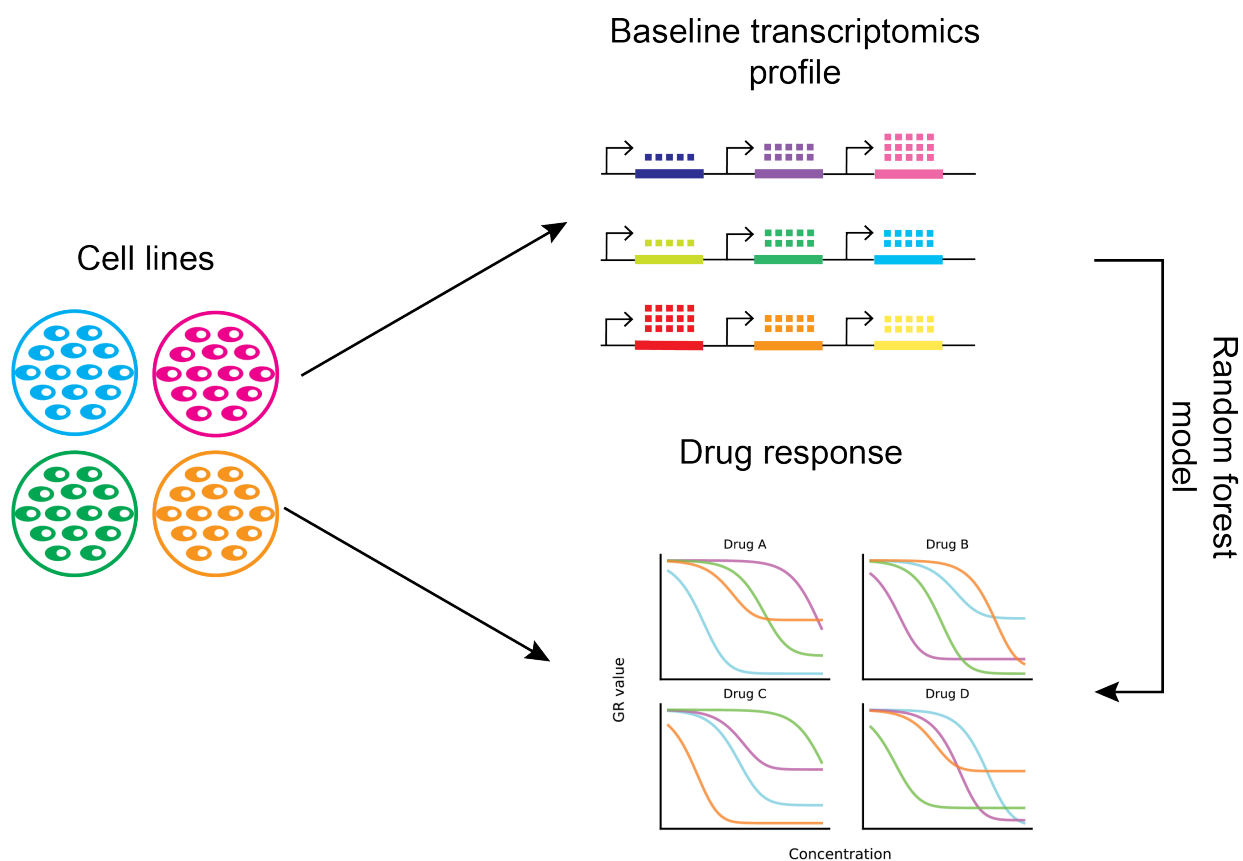 Baseline transcriptomics
profile
Cell lines
Random forest
model
Drug response
Drug A
Drug B
GR value
Drug C
Drug D
Concentration